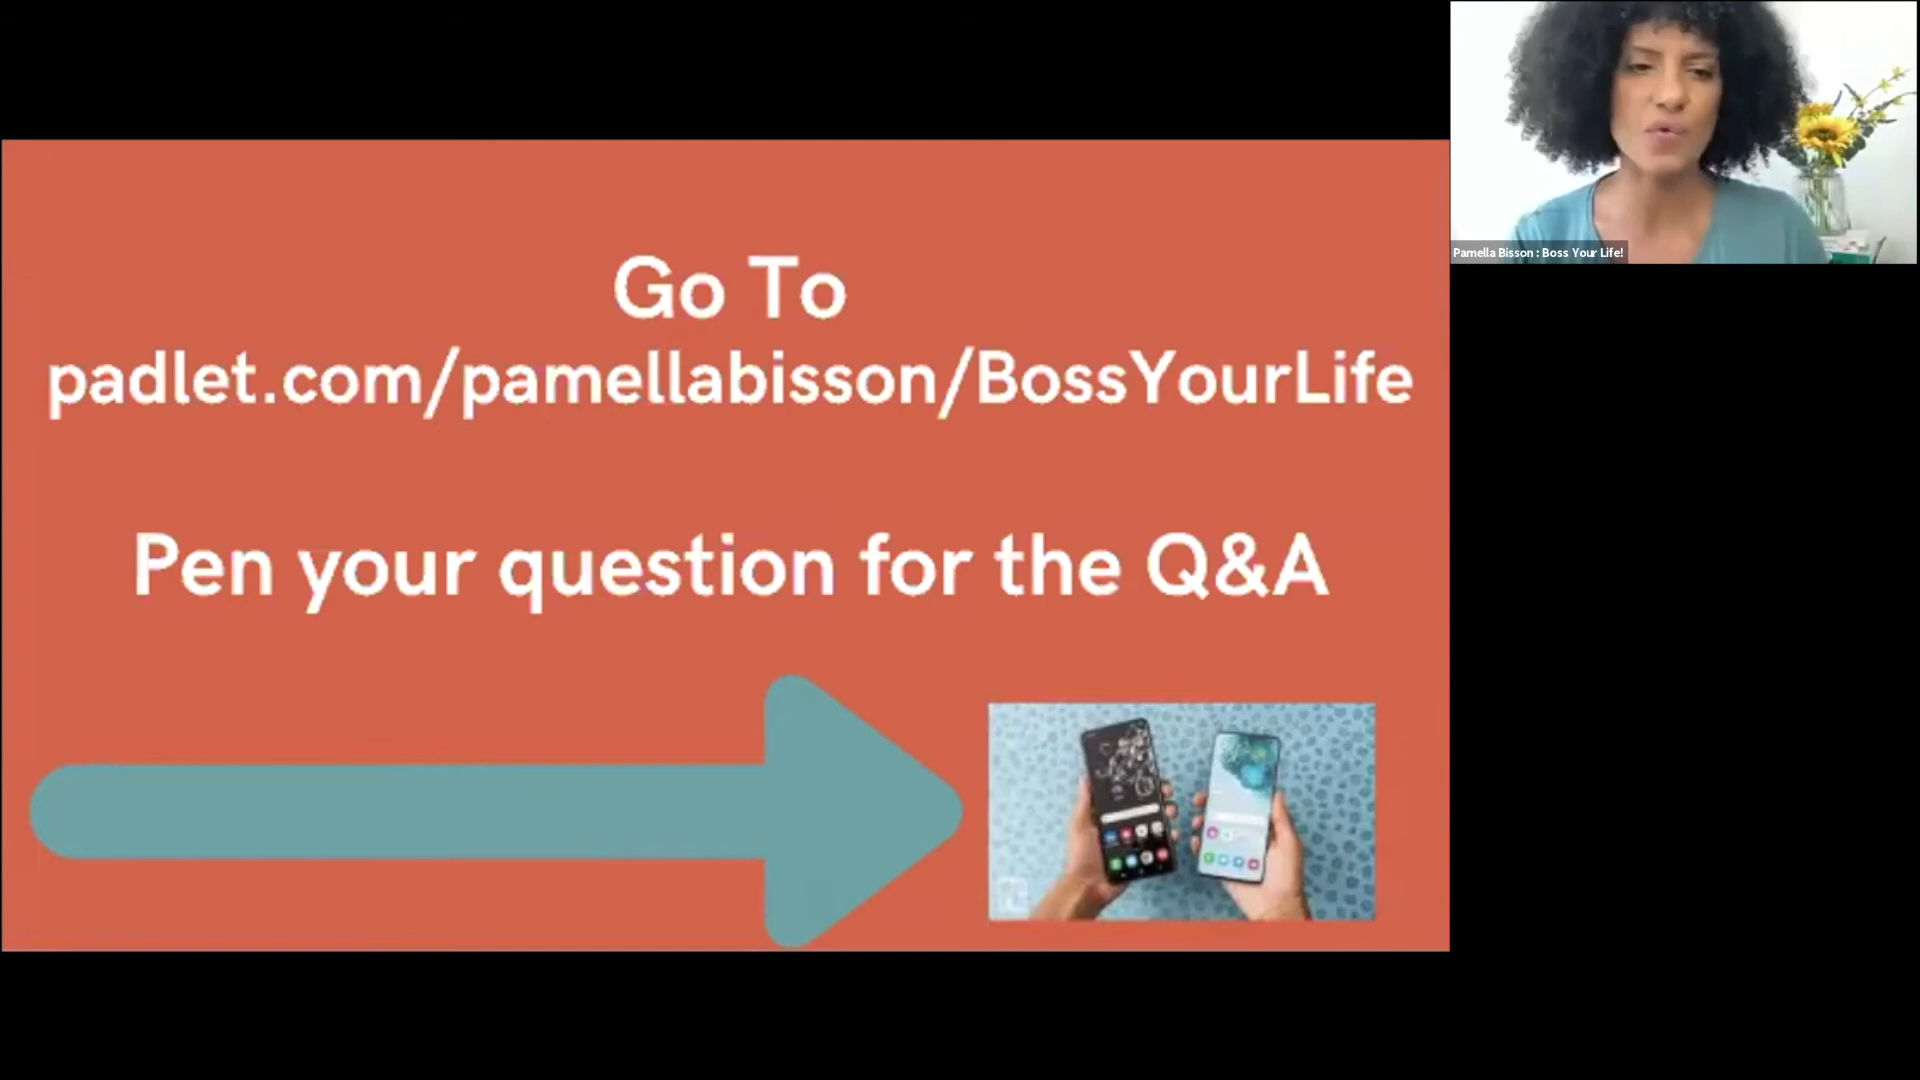 Go To
padlet.com/pamellabisson/BossYourLife
Pen your question for the Q&A
Pamella Bisson : Boss Your Life!